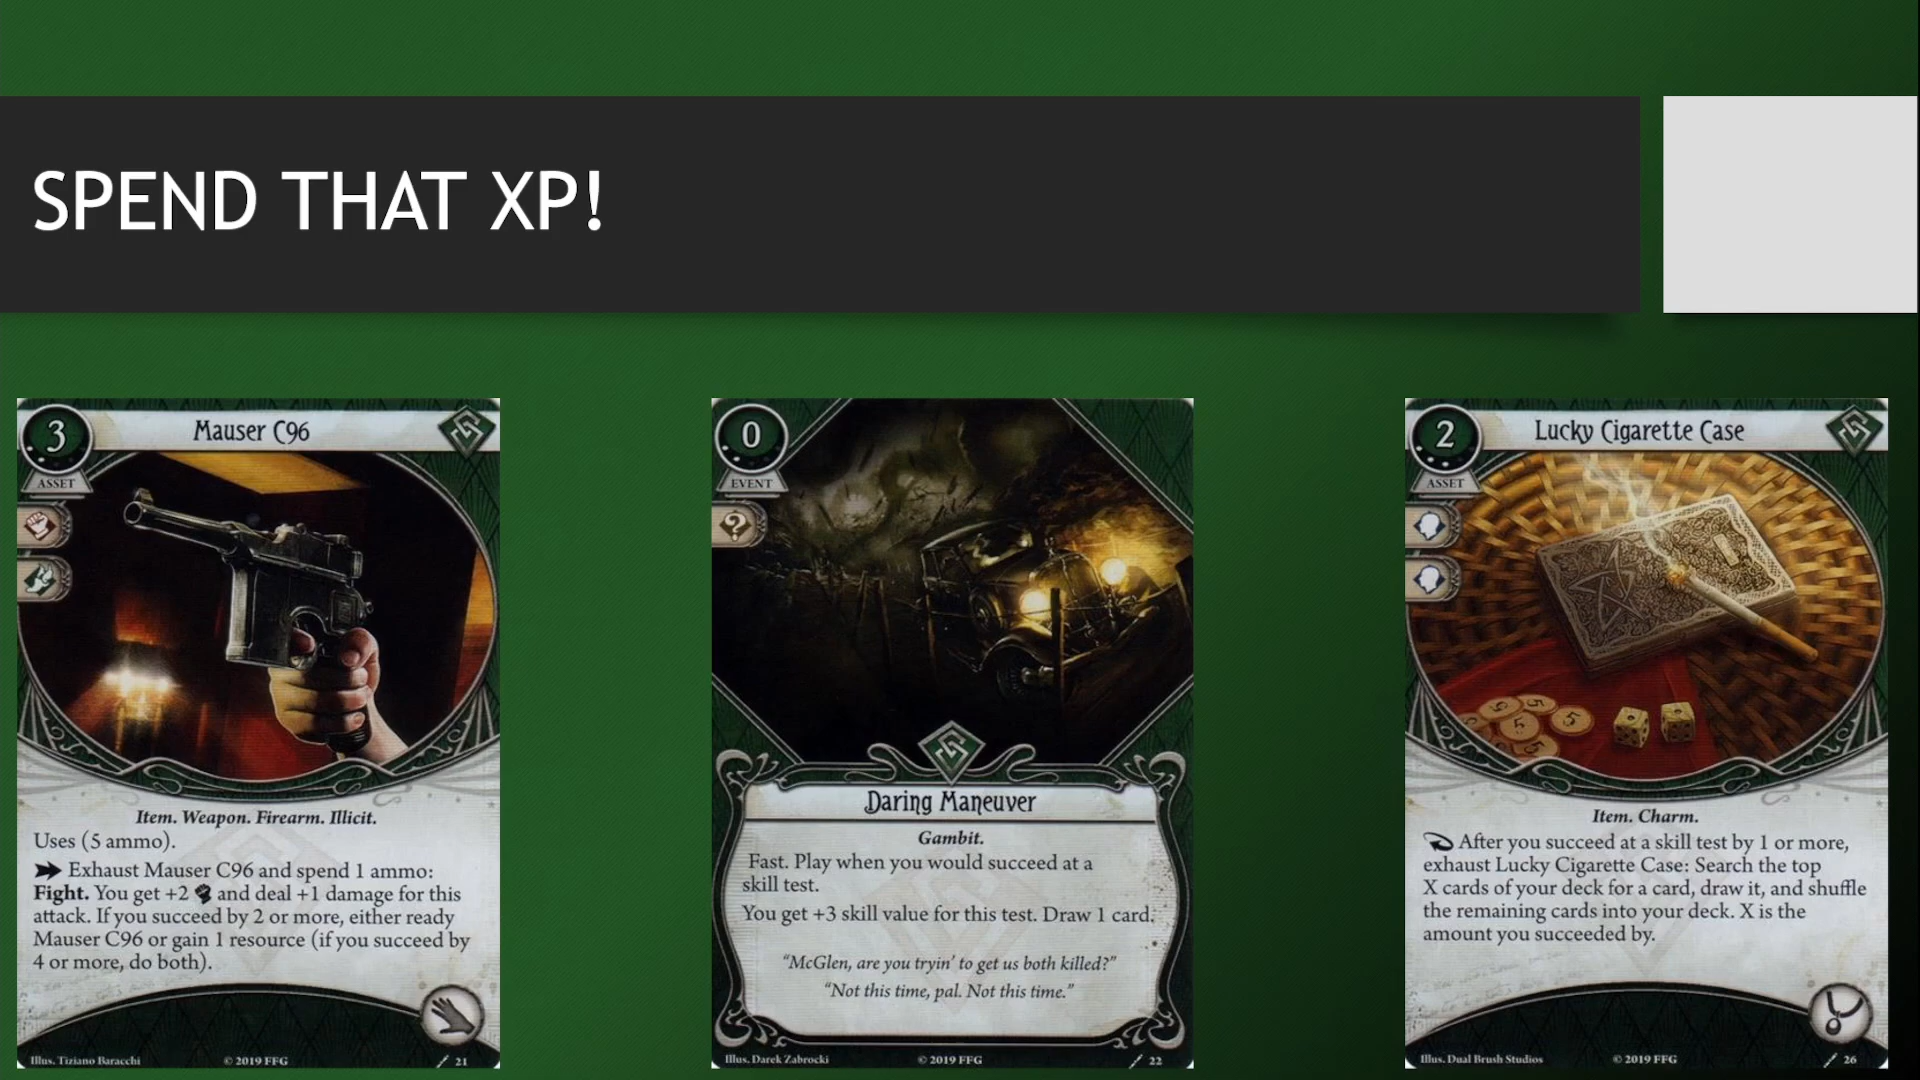 SPEND THAT XP!
3
Mauser C96
ASSET
Item. Weapon. Firearm. Illicit.
Uses (5 ammo).
Exhaust Mauser C96 and spend 1 ammo:
Fight. You get +2 and deal +1 damage for this
attack. If you succeed by 2 or more, either ready
Mauser C96 or gain 1 resource (if you succeed by
4 or more, do both).
Illus. Tiziano Baracchi © 2019 FFG 21
0
EVENT
?
Daring Maneuver
Gambit.
Fast. Play when you would succeed at a
skill test.
You get +3 skill value for this test. Draw 1 card.
“McGlen, are you tryin’ to get us both killed?”
“Not this time, pal. Not this time.”
Illus. Darek Zabrocki © 2019 FFG 22
2
Lucky Cigarette Case
ASSET
5
5
5
5
Item. Charm.
After you succeed at a skill test by 1 or more,
exhaust Lucky Cigarette Case: Search the top
X cards of your deck for a card, draw it, and shuffle
the remaining cards into your deck. X is the
amount you succeeded by.
Illus. Dual Brush Studios © 2019 FFG 26